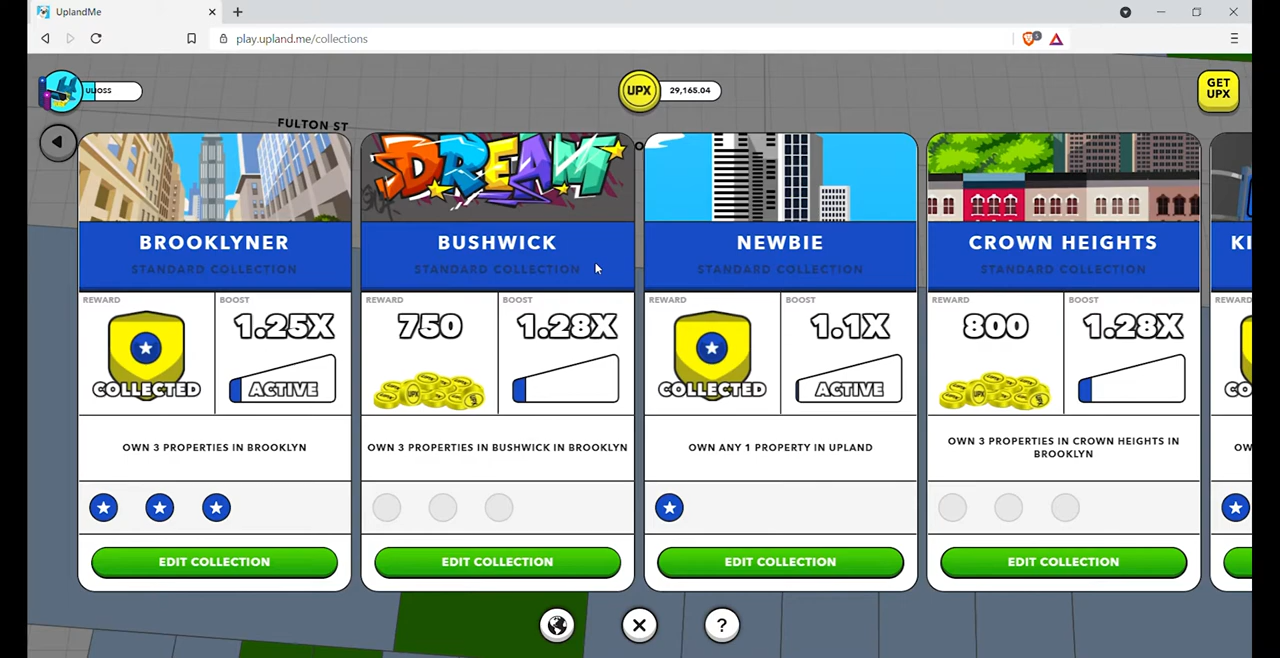 UplandMe
play.upland.me/collections
5
UPX
29,165.04
GET
UPX
FULTON ST
DREAM
BROOKLYNER
STANDARD COLLECTION
REWARD
BOOST
COLLECTED
1.25X
ACTIVE
OWN 3 PROPERTIES IN BROOKLYN
EDIT COLLECTION
BUSHWICK
STANDARD COLLECTION
REWARD
BOOST
750
1.28X
OWN 3 PROPERTIES IN BUSHWICK IN BROOKLYN
EDIT COLLECTION
NEWBIE
STANDARD COLLECTION
REWARD
BOOST
COLLECTED
1.1X
ACTIVE
OWN ANY 1 PROPERTY IN UPLAND
EDIT COLLECTION
CROWN HEIGHTS
STANDARD COLLECTION
REWARD
BOOST
800
1.28X
OWN 3 PROPERTIES IN CROWN HEIGHTS IN
BROOKLYN
EDIT COLLECTION
KI
REWARD
CO
OW
?